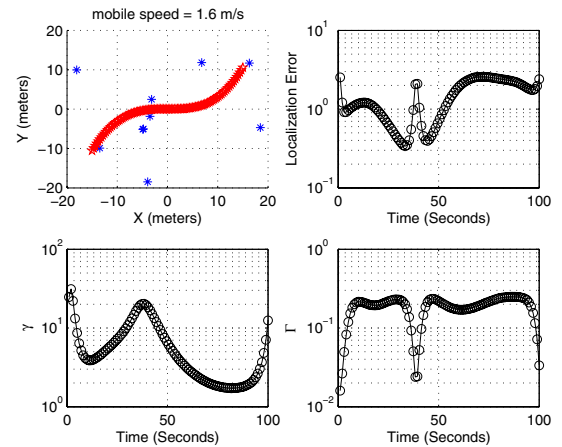 mobile speed = 1.6 m/s
20
10
0
−10
−20
Y (meters)
−20 −10 0 10 20
X (meters)
10^1
10^0
10^-1
Localization Error
0 50 100
Time (Seconds)
10^2
10^1
10^0
γ
0 50 100
Time (Seconds)
10^0
10^-1
10^-2
Γ
0 50 100
Time (Seconds)